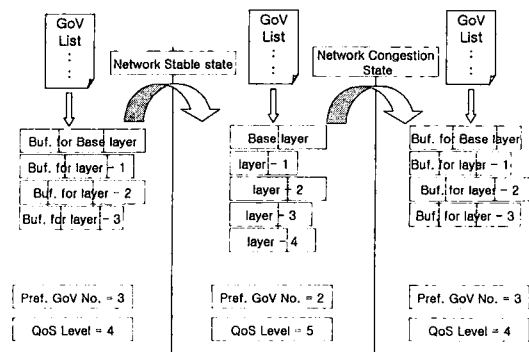 GoV
List
Network Stable state
GoV
List
Network Congestion
State
GoV
List
Buf. for Base layer
Buf. for layer - 1
Buf. for layer - 2
Buf. for layer - 3
Base layer
layer - 1
layer - 2
layer - 3
layer - 4
Buf. for Base layer
Buf. for layer - 1
Buf. for layer - 2
Buf. for layer - 3
Pref. GoV No. = 3
QoS Level = 4
Pref. GoV No. = 2
QoS Level = 5
Pref. GoV No. = 3
QoS Level = 4